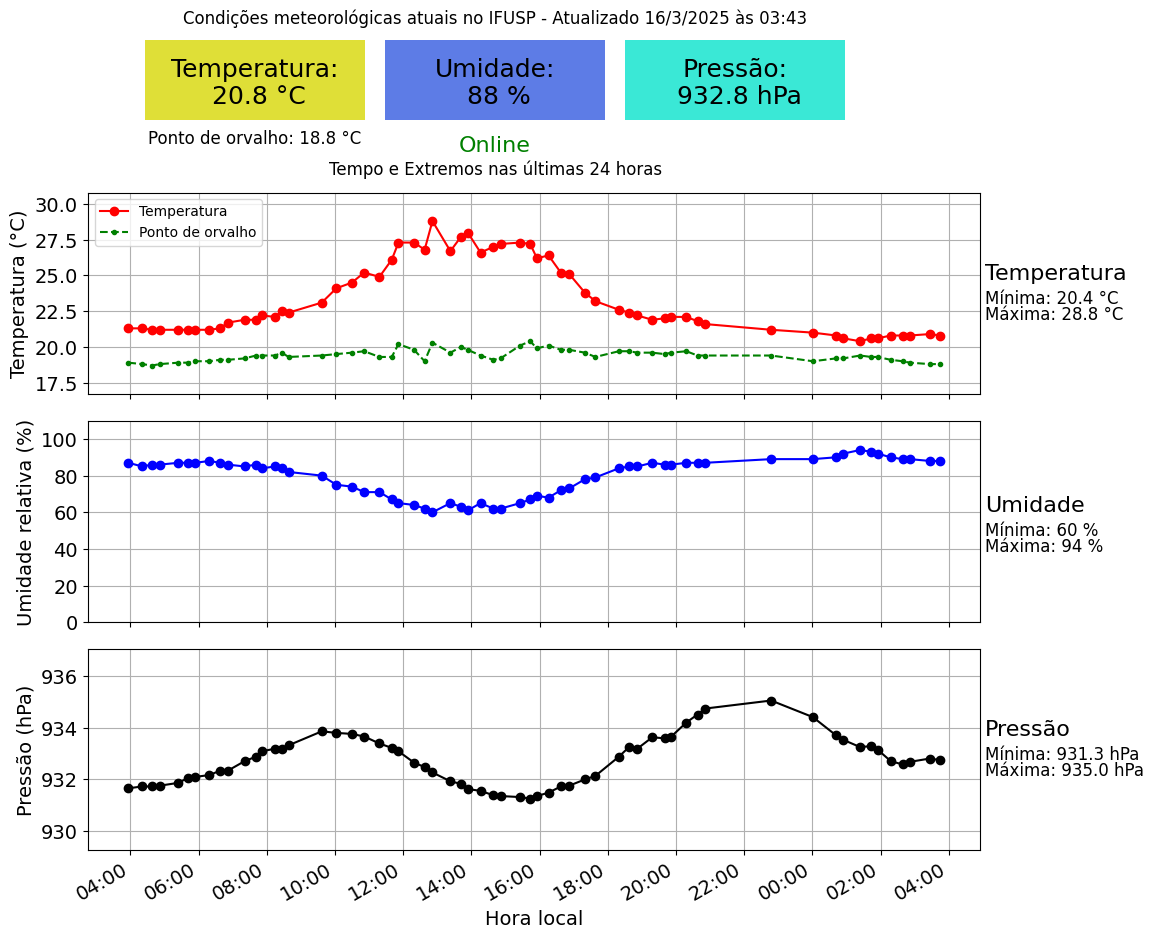 Condições meteorológicas atuais no IFUSP - Atualizado 16/3/2025 às 03:43
Temperatura:
20.8 °C
Umidade:
88 %
Pressão:
932.8 hPa
Ponto de orvalho: 18.8 °C
Online
Tempo e Extremos nas últimas 24 horas
Temperatura (°C)
30.0
27.5
25.0
22.5
20.0
17.5
Temperatura
Ponto de orvalho
Temperatura
Mínima: 20.4 °C
Máxima: 28.8 °C
Umidade relativa (%)
100
80
60
40
20
0
Umidade
Mínima: 60 %
Máxima: 94 %
Pressão (hPa)
936
934
932
930
Pressão
Mínima: 931.3 hPa
Máxima: 935.0 hPa
04:00 06:00 08:00 10:00 12:00 14:00 16:00 18:00 20:00 22:00 00:00 02:00 04:00
Hora local